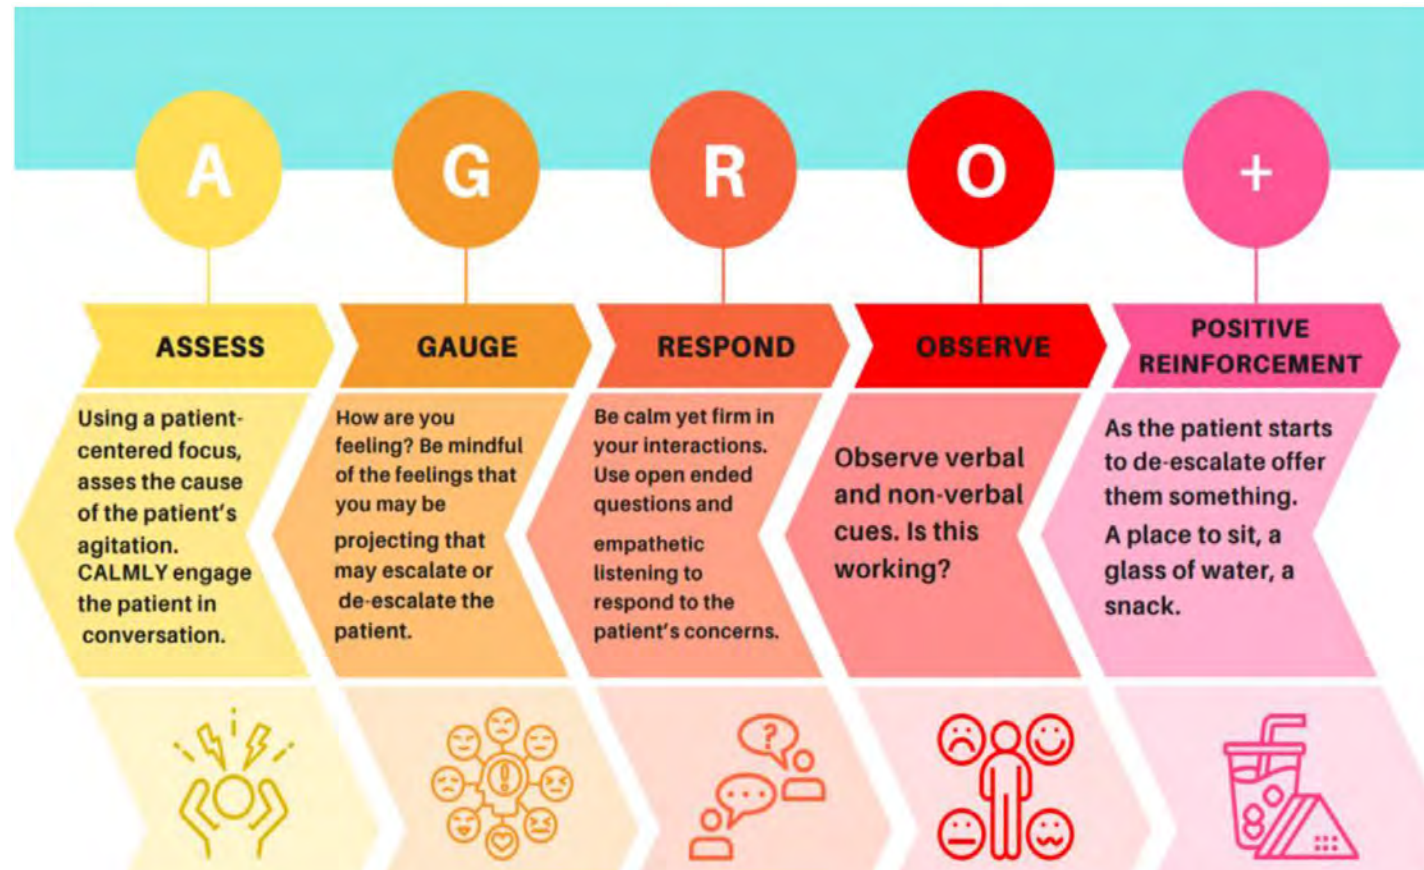 A
G
R
O
+
ASSESS
GAUGE
RESPOND
OBSERVE
POSITIVE
REINFORCEMENT
Using a patient-
centered focus,
asses the cause
of the patient's
agitation.
CALMLY engage
the patient in
conversation.
How are you
feeling? Be mindful
of the feelings that
you may be
projecting that
may escalate or
de-escalate the
patient.
Be calm yet firm in
your interactions.
Use open ended
questions and
empathetic
listening to
respond to the
patient's concerns.
Observe verbal
and non-verbal
cues. Is this
working?
As the patient starts
to de-escalate offer
them something.
A place to sit, a
glass of water, a
snack.
!
?
...